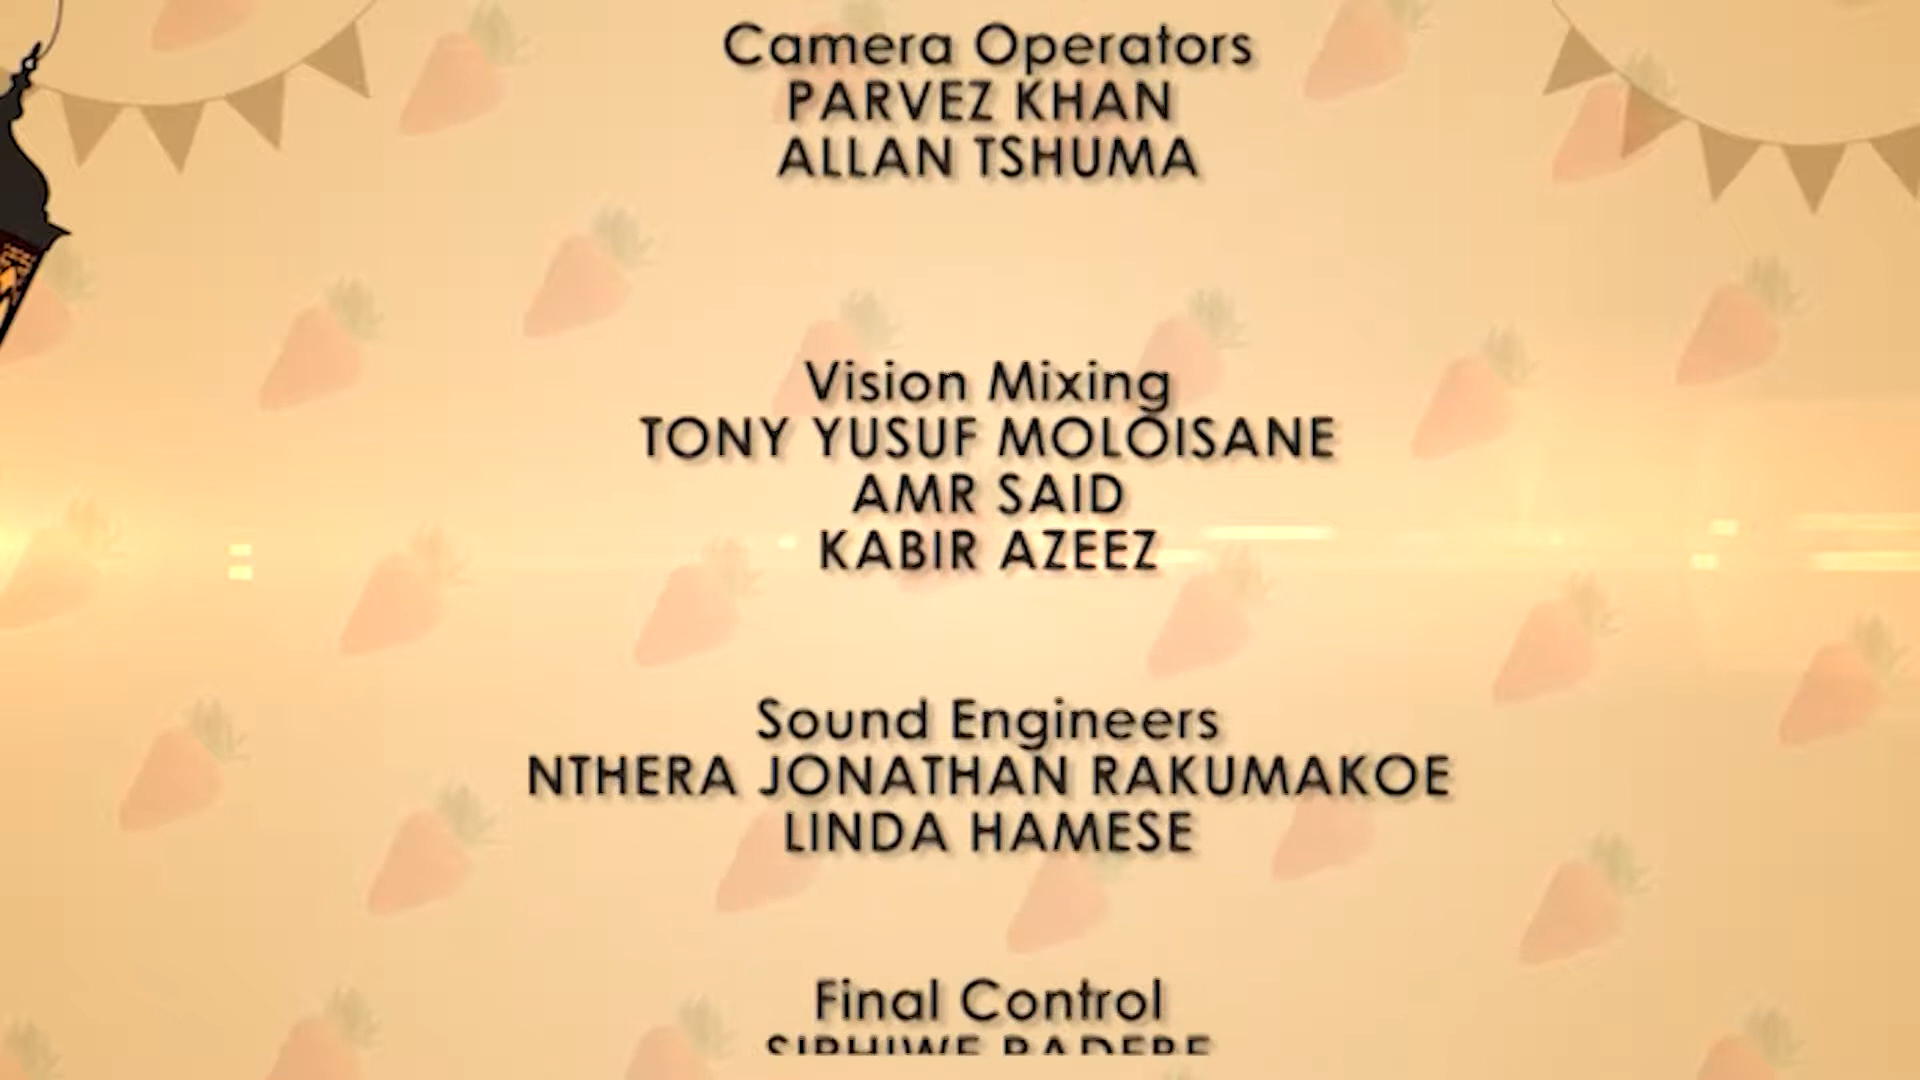 Camera Operators
PARVEZ KHAN
ALLAN TSHUMA
Vision Mixing
TONY YUSUF MOLOISANE
AMR SAID
KABIR AZEEZ
Sound Engineers
NTHERA JONATHAN RAKUMAKOE
LINDA HAMESE
Final Control
SIPHIWE